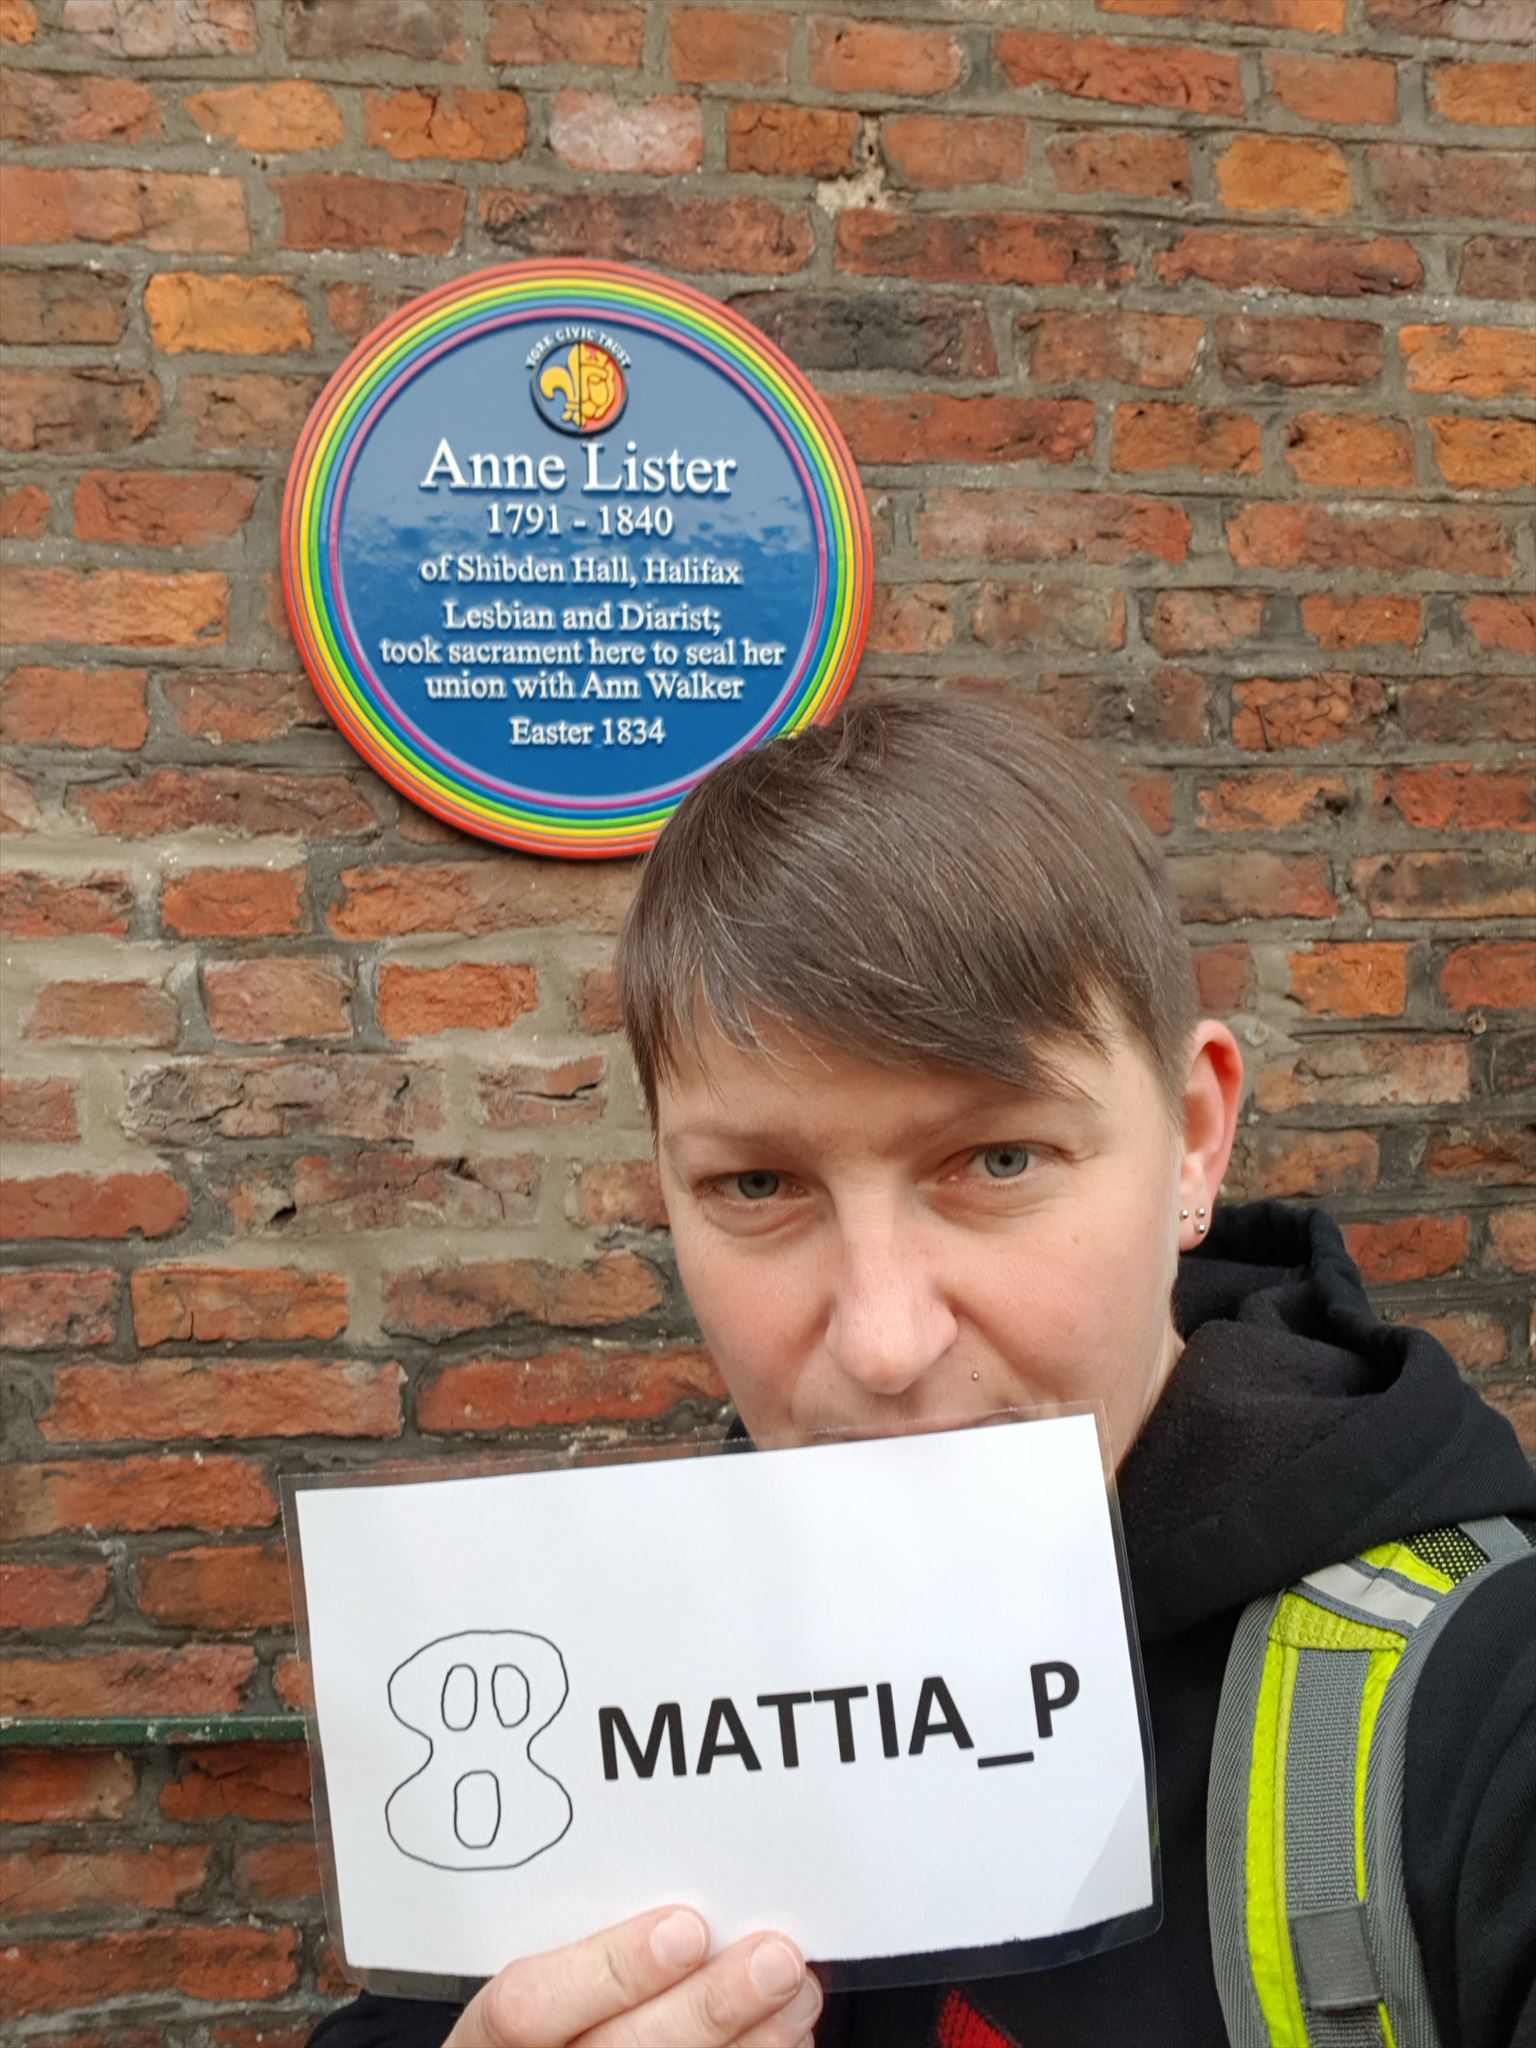 YORK CIVIC TRUST
Anne Lister
1791 - 1840
of Shibden Hall, Halifax
Lesbian and Diarist;
took sacrament here to seal her
union with Ann Walker
Easter 1834
MATTIA_P